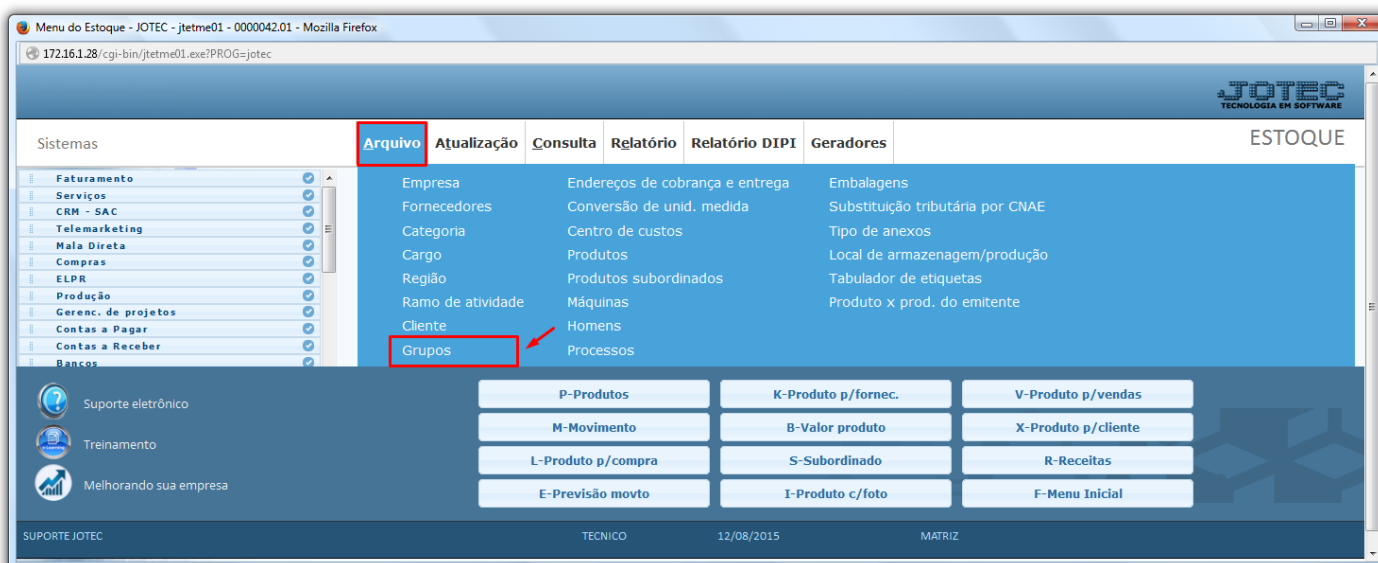 Menu do Estoque - JOTEC - jtetme01 - 0000042.01 - Mozilla Firefox
172.16.1.28/cgi-bin/jtetme01.exe?PROG=jotec
JOTEC
TECNOLOGIA EM SOFTWARE
Sistemas
Arquivo Atualização Consulta Relatório Relatório DIPI Geradores
ESTOQUE
Faturamento
Serviços
CRM - SAC
Telemarketing
Mala Direta
Compras
ELPR
Produção
Gerenc. de projetos
Contas a Pagar
Contas a Receber
Bancos
Empresa
Fornecedores
Categoria
Cargo
Região
Ramo de atividade
Cliente
Grupos
Endereços de cobrança e entrega
Conversão de unid. medida
Centro de custos
Produtos
Produtos subordinados
Máquinas
Homens
Processos
Embalagens
Substituição tributária por CNAE
Tipo de anexos
Local de armazenagem/produção
Tabulador de etiquetas
Produto x prod. do emitente
Suporte eletrônico
Treinamento
Melhorando sua empresa
P-Produtos K-Produto p/fornec. V-Produto p/vendas
M-Movimento B-Valor produto X-Produto p/cliente
L-Produto p/compra S-Subordinado R-Receitas
E-Previsão movto I-Produto c/foto F-Menu Inicial
SUPORTE JOTEC TECNICO 12/08/2015 MATRIZ